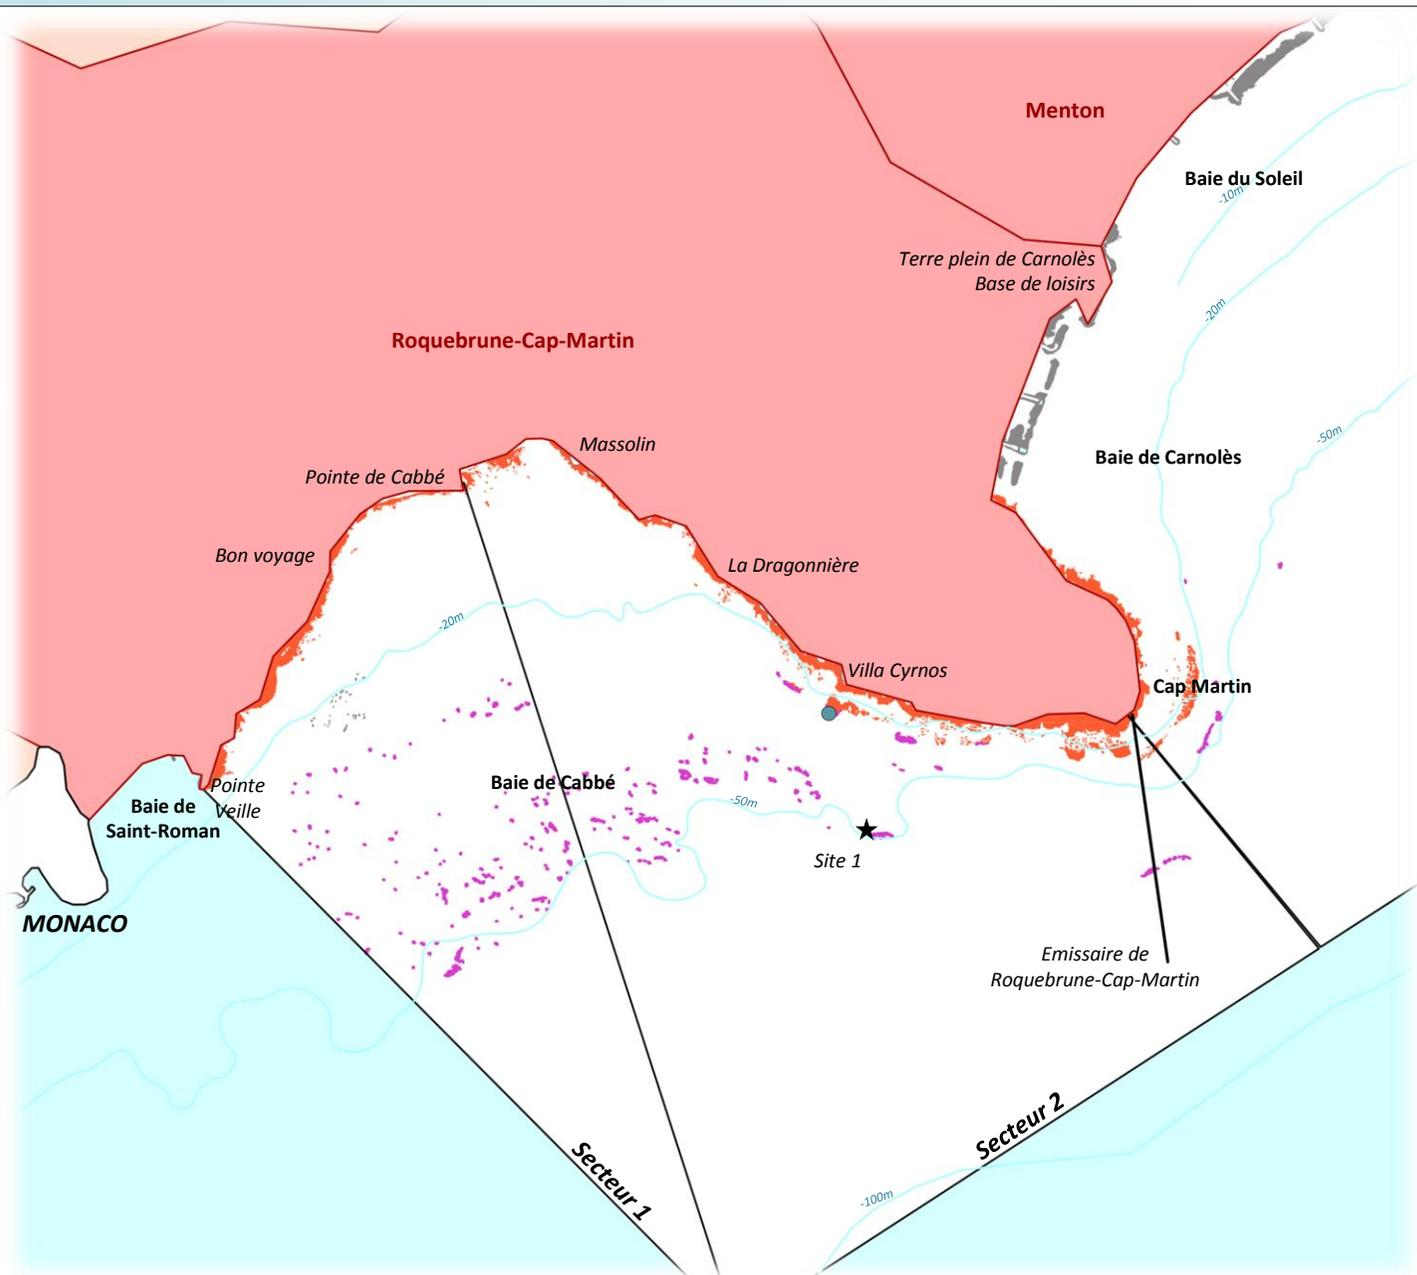 Menton
Baie du Soleil
-10m
Terre plein de Carnolès
Base de loisirs
-20m
Roquebrune-Cap-Martin
-50m
Massolin
Baie de Carnolès
Pointe de Cabbé
Bon voyage
La Dragonnière
-20m
Villa Cyrnos
Cap Martin
Baie de Cabbé
Pointe
Veille
Baie de
Saint-Roman
-50m
Site 1
MONACO
Emissaire de
Roquebrune-Cap-Martin
Secteur 2
Secteur 1
-100m